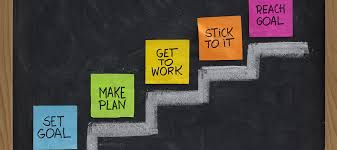 SET
GOAL
MAKE
PLAN
GET
TO
WORK
STICK
TO IT
REACH
GOAL